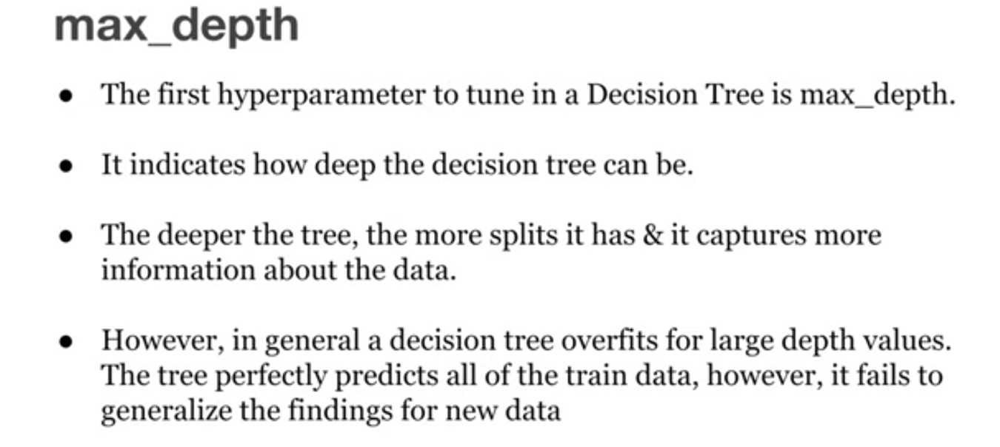 max_depth
● The first hyperparameter to tune in a Decision Tree is max_depth.
● It indicates how deep the decision tree can be.
● The deeper the tree, the more splits it has & it captures more
information about the data.
● However, in general a decision tree overfits for large depth values.
The tree perfectly predicts all of the train data, however, it fails to
generalize the findings for new data